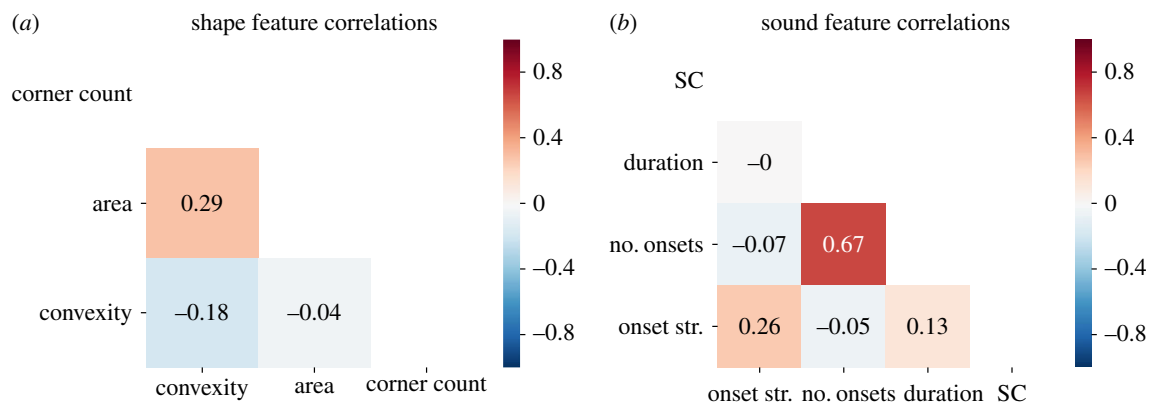 (a) shape feature correlations
corner count
area
convexity
0.29
–0.18 –0.04
convexity area corner count
0.8
0.4
0
–0.4
–0.8
(b) sound feature correlations
SC
duration
no. onsets
onset str.
–0
–0.07 0.67
0.26 –0.05 0.13
onset str. no. onsets duration SC
0.8
0.4
0
–0.4
–0.8